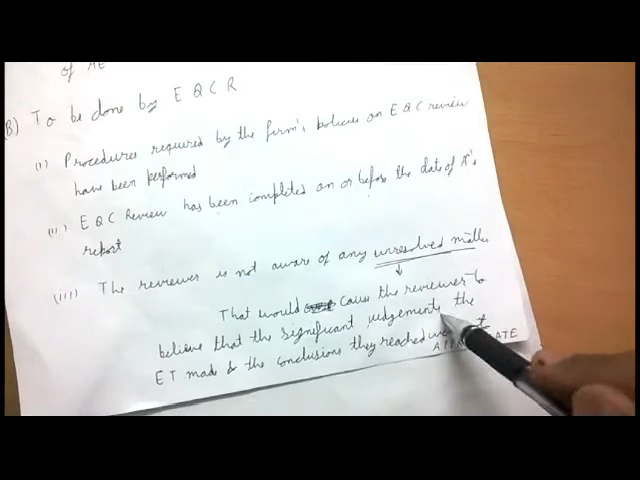 of AE
(B) To be done by EQCR
(i) Procedures required by the firm's policies on EQC review
have been performed
(ii) EQC Review has been completed on or before the date of A's
report
(iii) The reviewer is not aware of any unresolved matter
That would cause the reviewer to
believe that the significant judgements the
ET made & the conclusions they reached